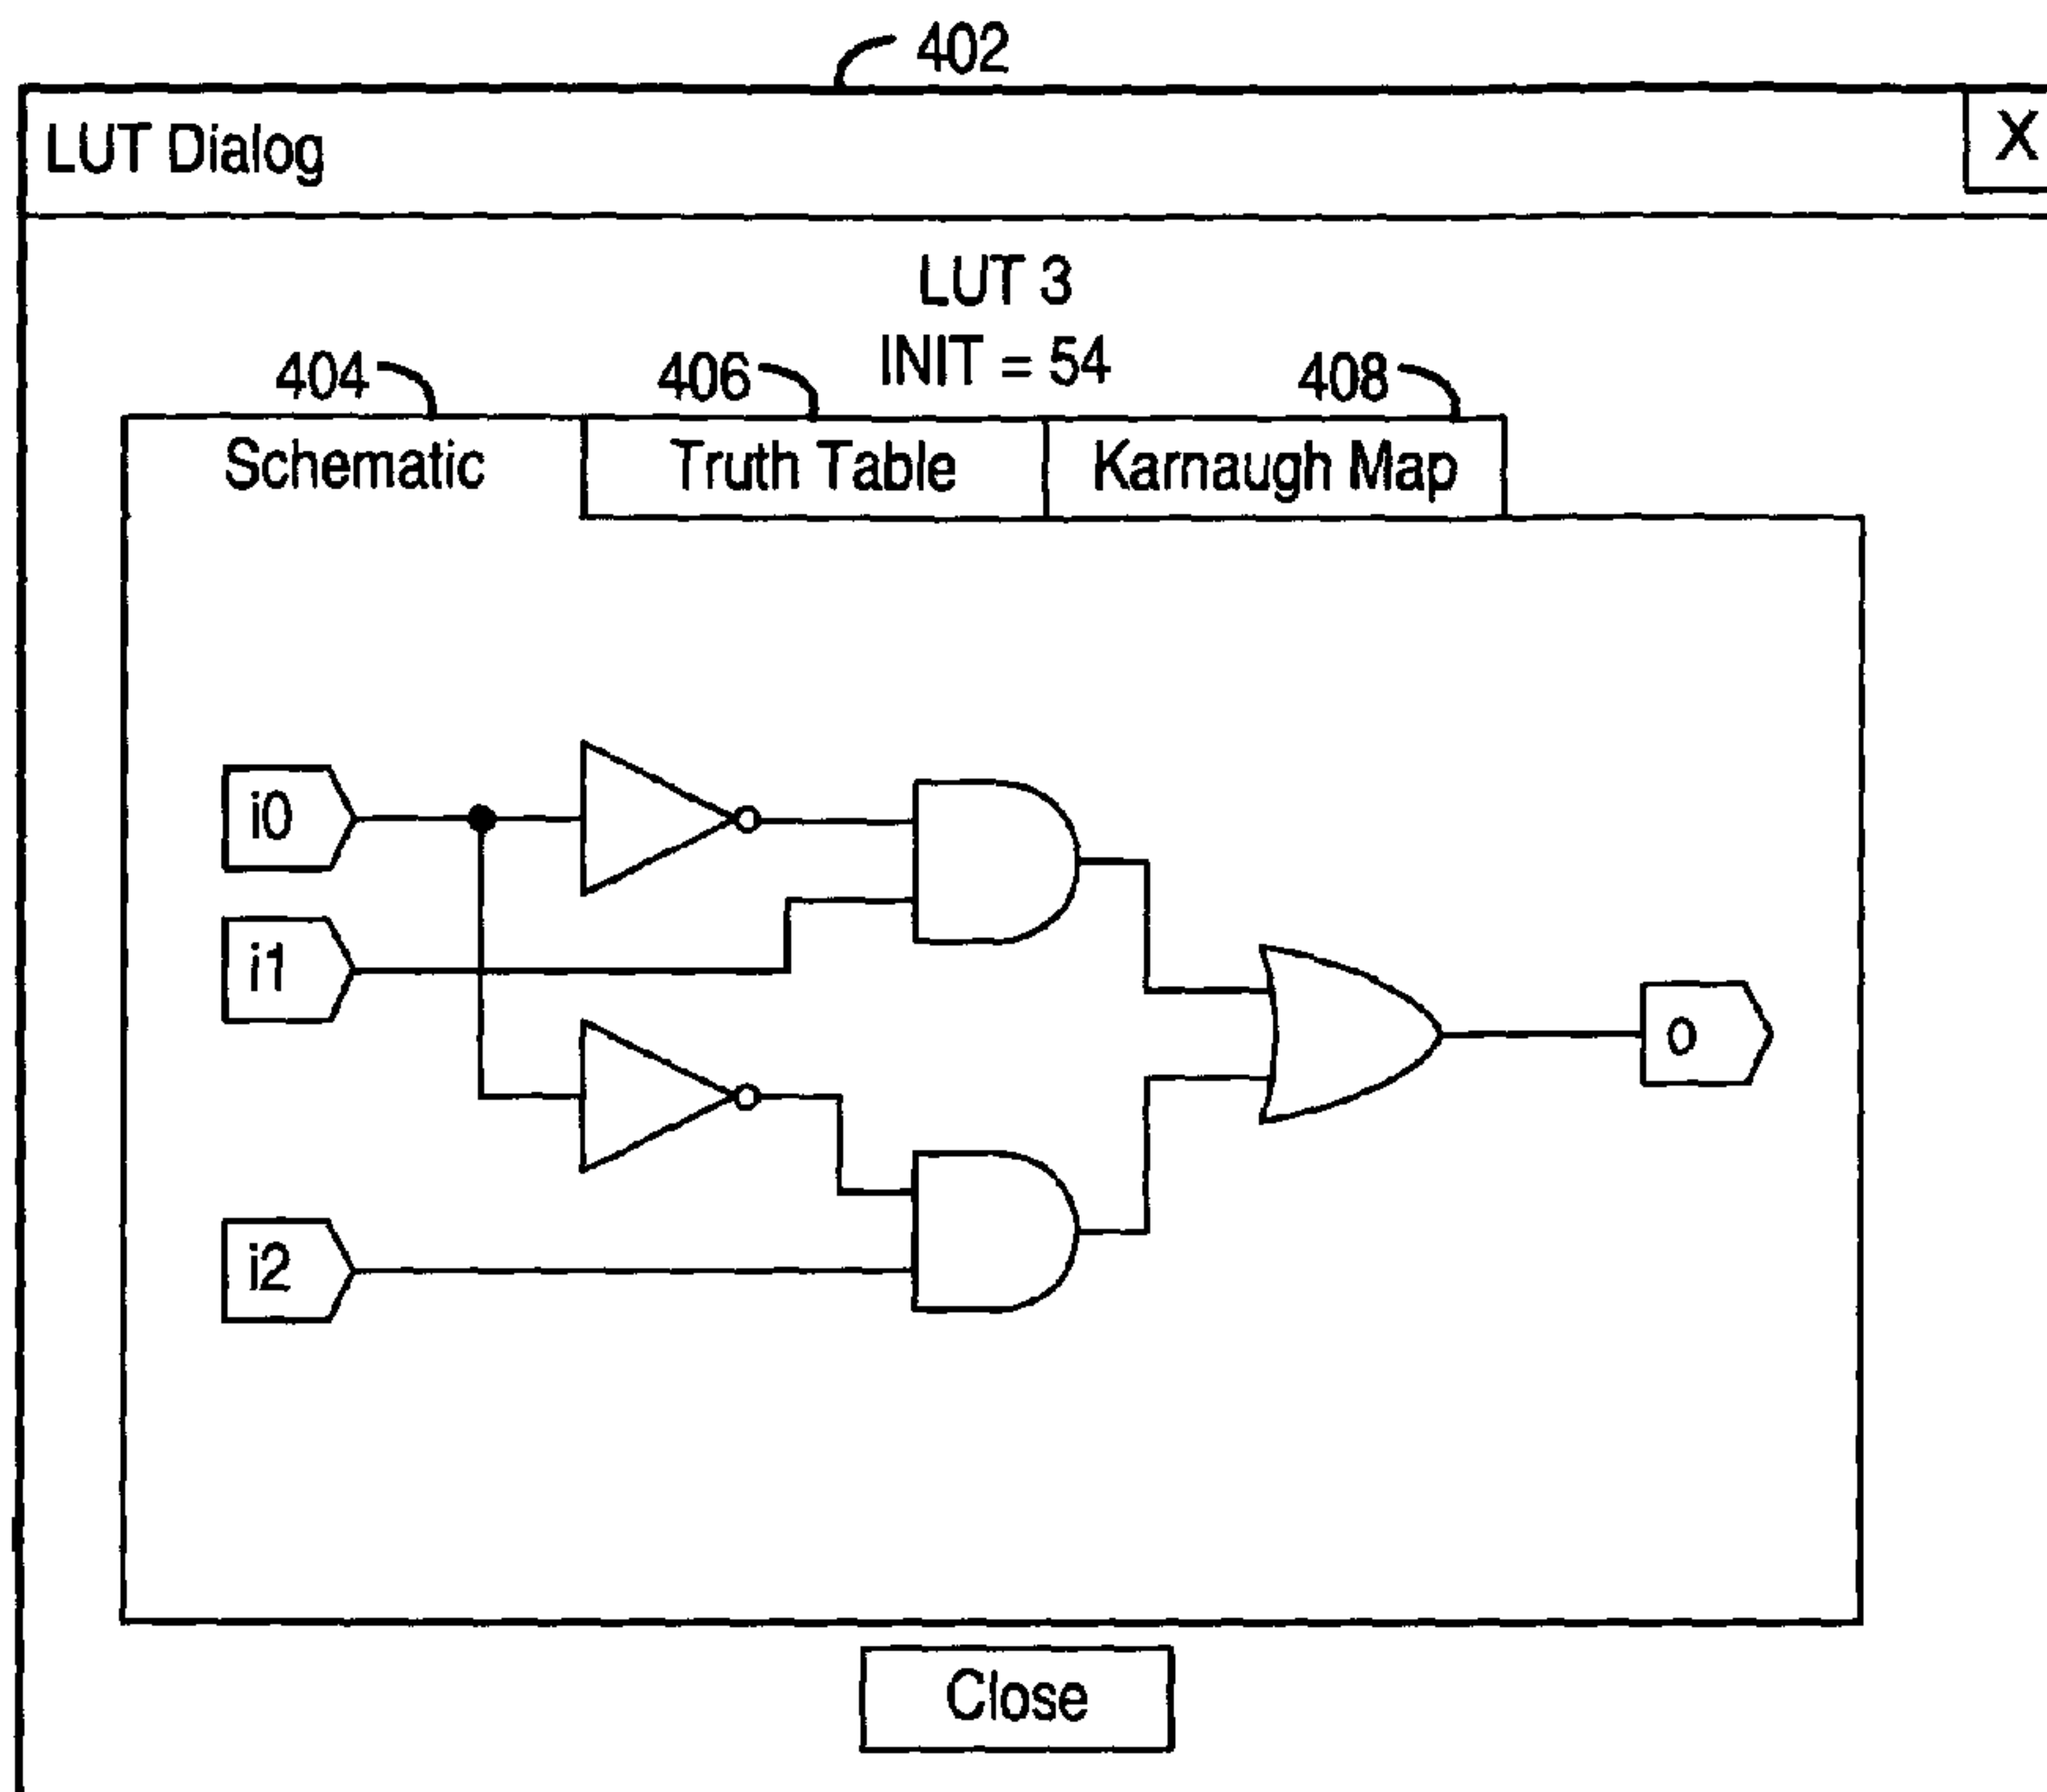 402
LUT Dialog X
LUT 3
INIT = 54
404 406 408
Schematic Truth Table Karnaugh Map
i0
i1
o
i2
Close